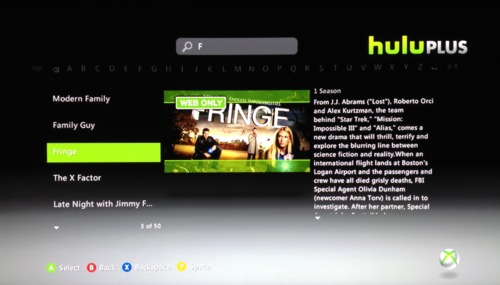 F
huluPLUS
A B C D E F G H I J K L M N O P Q R S T U V W X Y Z
Modern Family
Family Guy
Fringe
The X Factor
Late Night with Jimmy F...
3 of 50
WEB ONLY
ENDLESS IMPOSSIBILITIES
FRINGE
1 Season
From J.J. Abrams ("Lost"), Roberto Orci
and Alex Kurtzman, the team
behind "Star Trek," "Mission:
Impossible III" and "Alias," comes a
new drama that will thrill, terrify and
explore the blurring line between
science fiction and reality.When an
international flight lands at Boston's
Logan Airport and the passengers and
crew have all died grisly deaths, FBI
Special Agent Olivia Dunham
(newcomer Anna Torv) is called in to
investigate. After her partner, Special
A Select B Back X Backspace Y Space